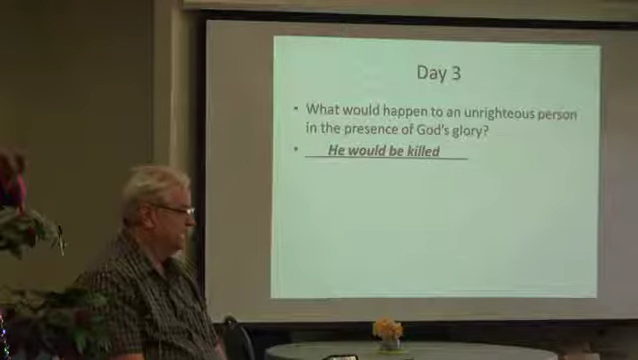 Day 3
• What would happen to an unrighteous person
in the presence of God's glory?
• He would be killed